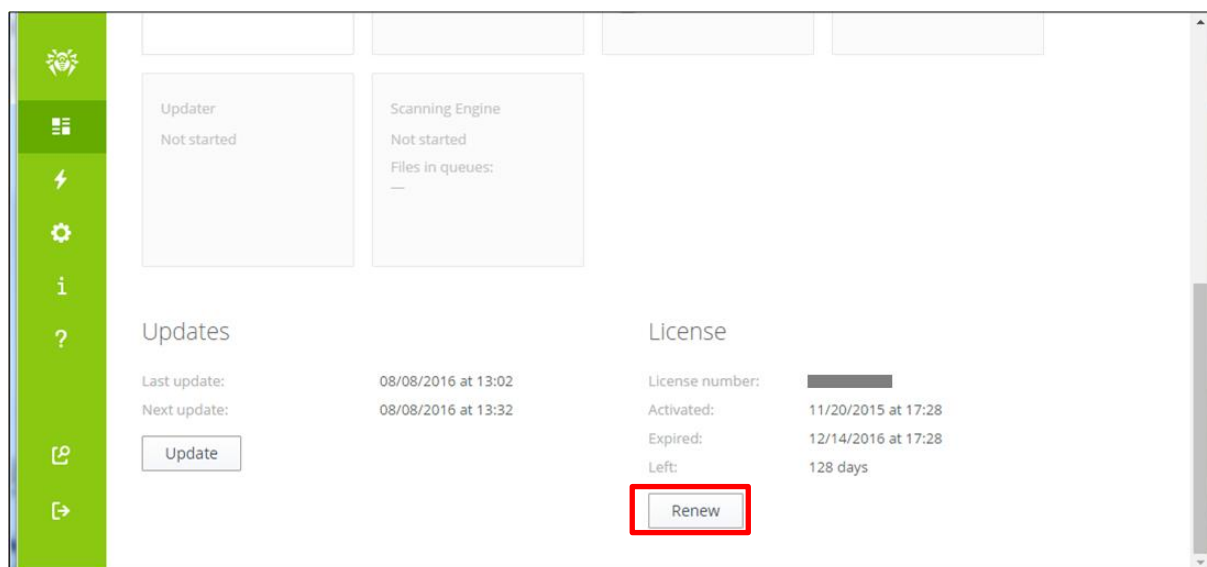 Updater
Not started
Scanning Engine
Not started
Files in queues:
—
Updates
Last update: 08/08/2016 at 13:02
Next update: 08/08/2016 at 13:32
Update
License
License number:
Activated: 11/20/2015 at 17:28
Expired: 12/14/2016 at 17:28
Left: 128 days
Renew